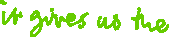 it gives us the